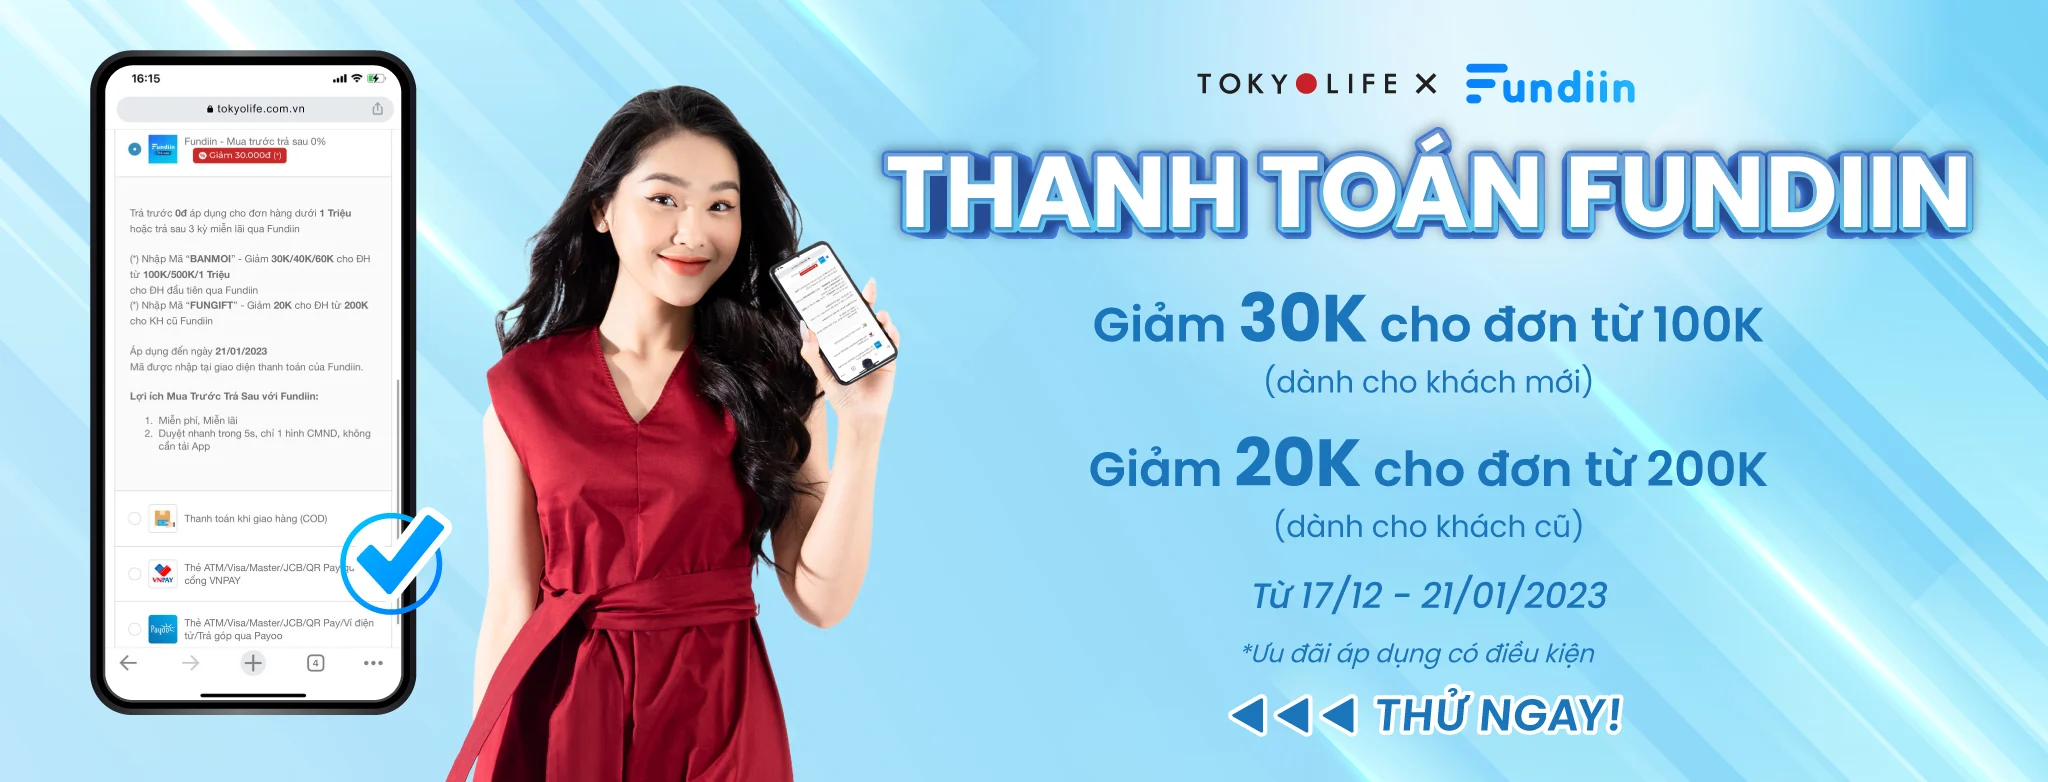 16:15
tokyolife.com.vn
Fundiin
Fundiin - Mua trước trả sau 0%
Giảm 30.000đ (*)
Trả trước 0đ áp dụng cho đơn hàng dưới 1 Triệu
hoặc trả sau 3 kỳ miễn lãi qua Fundiin
(*) Nhập Mã “BANMOI” - Giảm 30K/40K/60K cho ĐH
từ 100K/500K/1 Triệu
cho ĐH đầu tiên qua Fundiin
(*) Nhập Mã “FUNGIFT” - Giảm 20K cho ĐH từ 200K
cho KH cũ Fundiin
Áp dụng đến ngày 21/01/2023
Mã được nhập tại giao diện thanh toán của Fundiin.
Lợi ích Mua Trước Trả Sau với Fundiin:
1. Miễn phí, Miễn lãi
2. Duyệt nhanh trong 5s, chỉ 1 hình CMND, không
cần tải App
Thanh toán khi giao hàng (COD)
VNPAY
Thẻ ATM/Visa/Master/JCB/QR Pay
cổng VNPAY
Payoo
Thẻ ATM/Visa/Master/JCB/QR Pay/Ví điện
tử/Trả góp qua Payoo
4
TOKYOLIFE X Fundiin
THANH TOÁN FUNDIIN
Giảm 30K cho đơn từ 100K
(dành cho khách mới)
Giảm 20K cho đơn từ 200K
(dành cho khách cũ)
Từ 17/12 - 21/01/2023
*Ưu đãi áp dụng có điều kiện
THỬ NGAY!